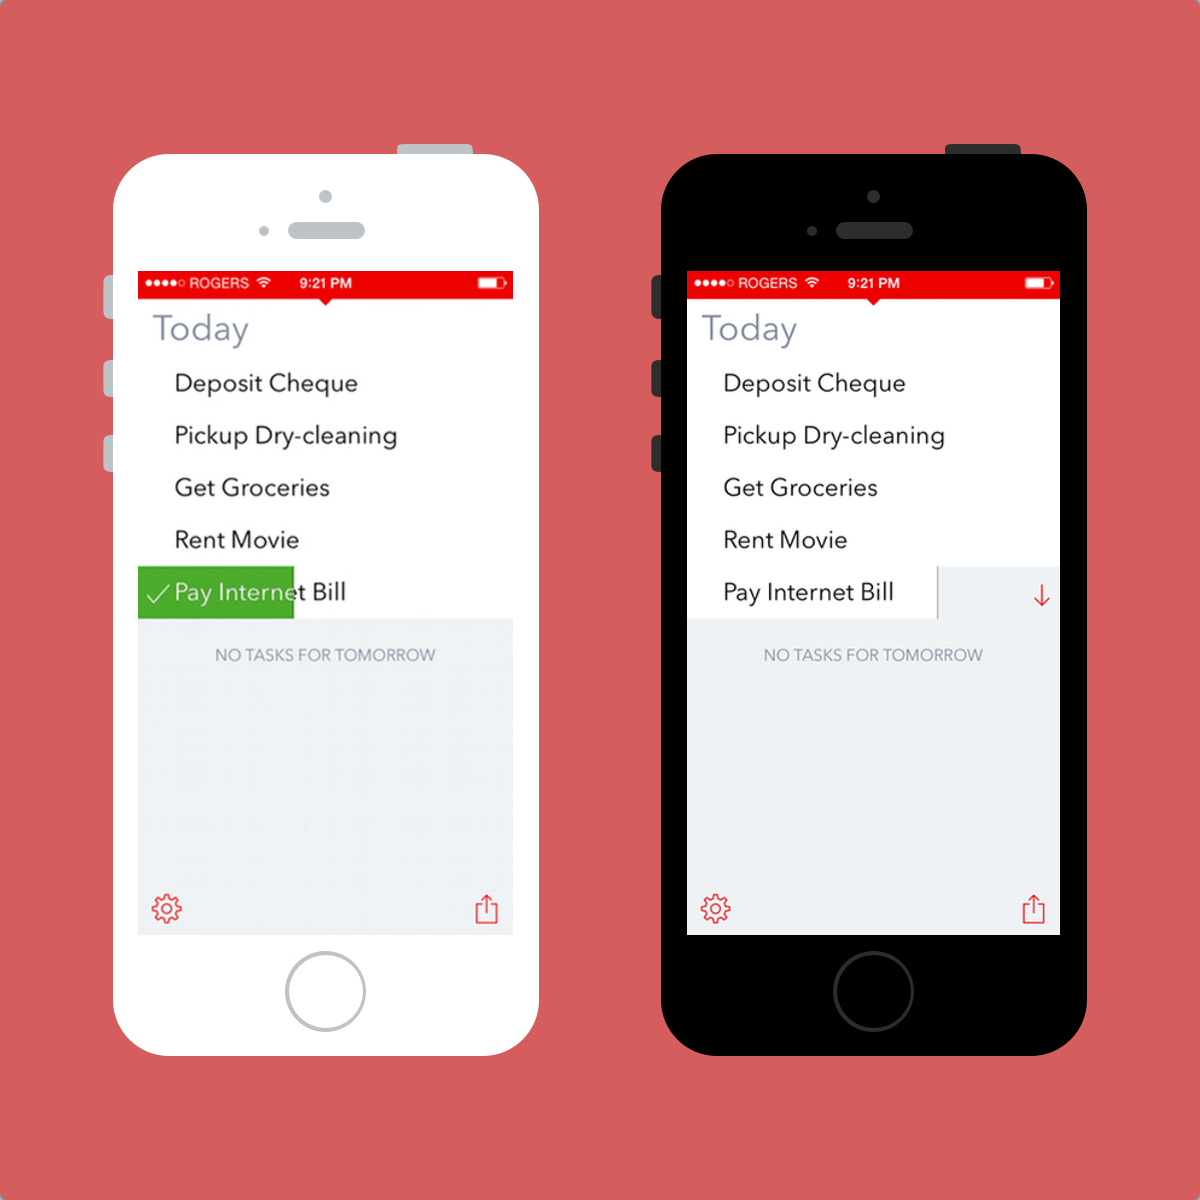 ROGERS 9:21 PM
Today
Deposit Cheque
Pickup Dry-cleaning
Get Groceries
Rent Movie
Pay Internet Bill
NO TASKS FOR TOMORROW
ROGERS 9:21 PM
Today
Deposit Cheque
Pickup Dry-cleaning
Get Groceries
Rent Movie
Pay Internet Bill
NO TASKS FOR TOMORROW